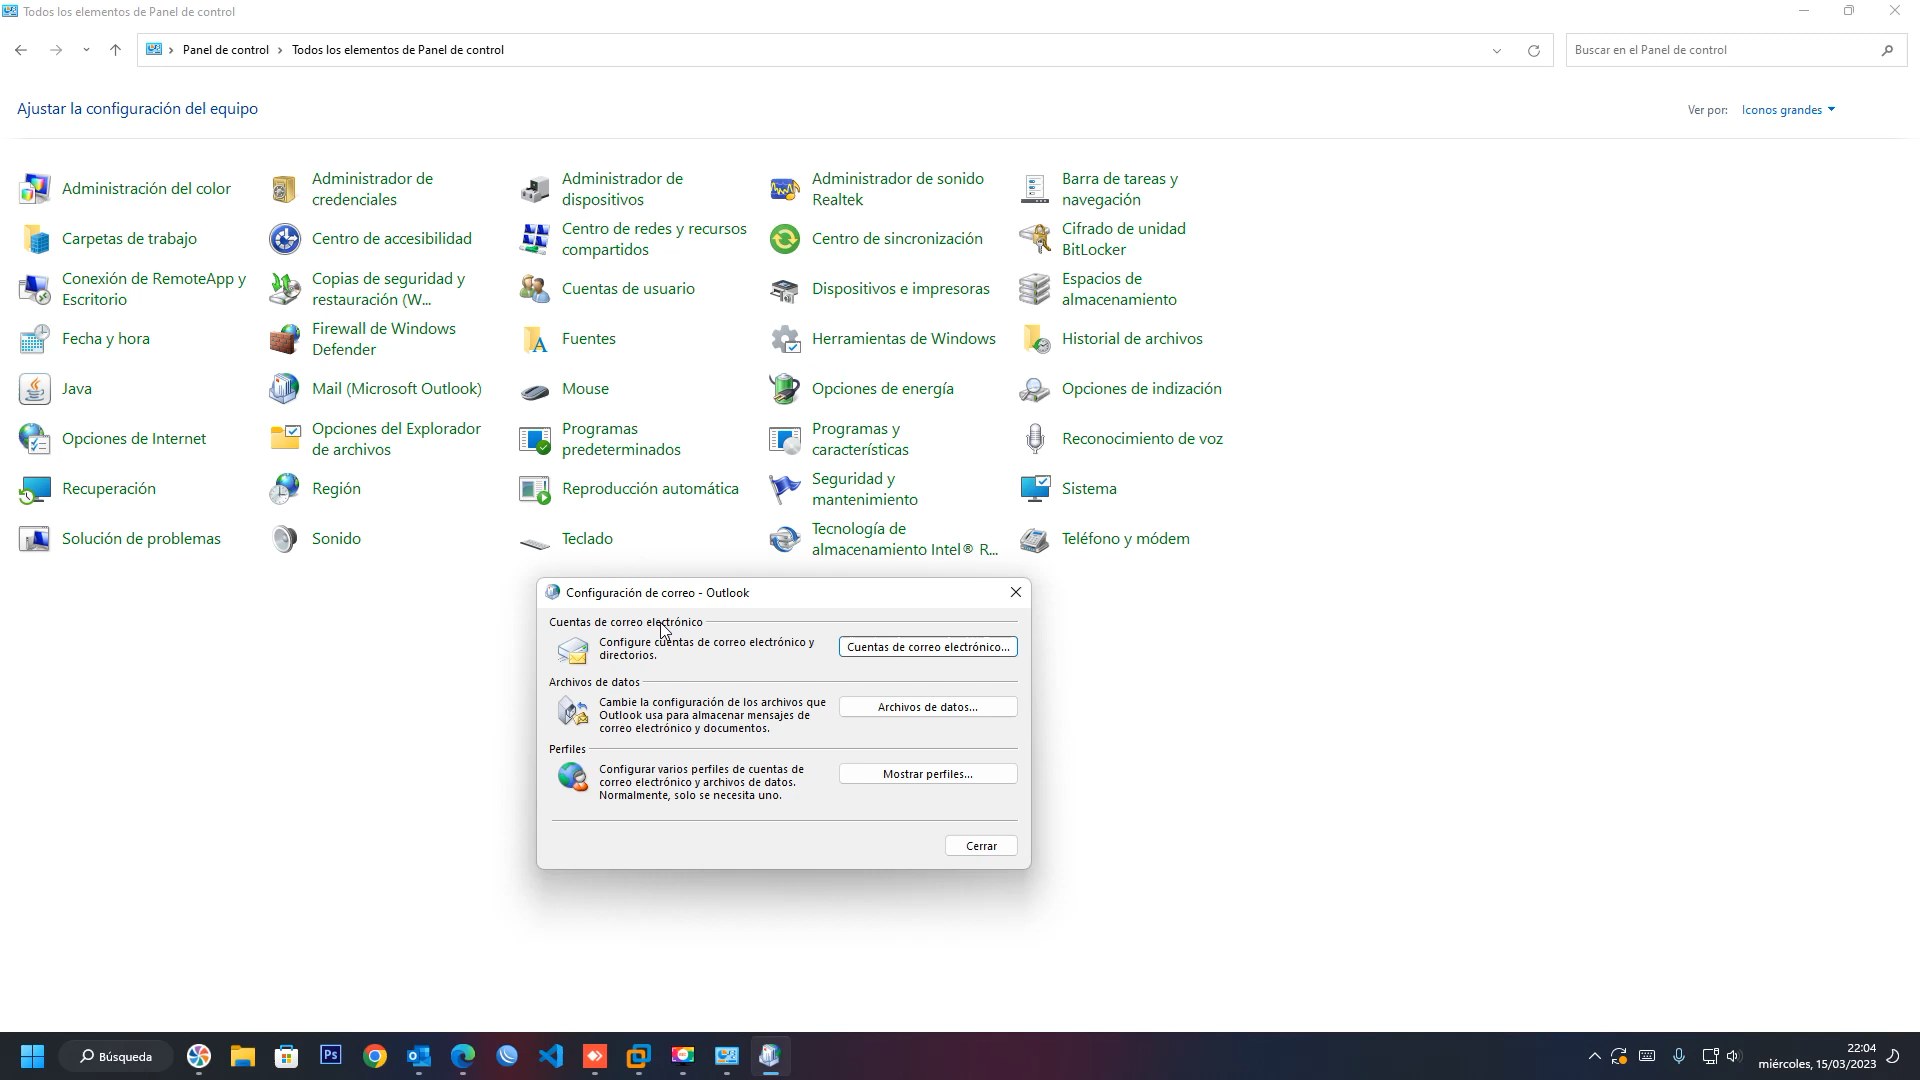 Todos los elementos de Panel de control
Panel de control
Todos los elementos de Panel de control
Buscar en el Panel de control
Ajustar la configuración del equipo
Ver por:
Iconos grandes
Administración del color
Administrador de
credenciales
Administrador de
dispositivos
Administrador de sonido
Realtek
Barra de tareas y
navegación
Carpetas de trabajo
Centro de accesibilidad
Centro de redes y recursos
compartidos
Centro de sincronización
Cifrado de unidad
BitLocker
Conexión de RemoteApp y
Escritorio
Copias de seguridad y
restauración (W...
Cuentas de usuario
Dispositivos e impresoras
Espacios de
almacenamiento
Fecha y hora
Firewall de Windows
Defender
Fuentes
Herramientas de Windows
Historial de archivos
Java
Mail (Microsoft Outlook)
Mouse
Opciones de energía
Opciones de indización
Opciones de Internet
Opciones del Explorador
de archivos
Programas
predeterminados
Programas y
características
Reconocimiento de voz
Recuperación
Región
Reproducción automática
Seguridad y
mantenimiento
Sistema
Solución de problemas
Sonido
Teclado
Tecnología de
almacenamiento Intel® R...
Teléfono y módem
Configuración de correo - Outlook
Cuentas de correo electrónico
Configure cuentas de correo electrónico y
directorios.
Cuentas de correo electrónico...
Archivos de datos
Cambie la configuración de los archivos que
Outlook usa para almacenar mensajes de
correo electrónico y documentos.
Archivos de datos...
Perfiles
Configurar varios perfiles de cuentas de
correo electrónico y archivos de datos.
Normalmente, solo se necesita uno.
Mostrar perfiles...
Cerrar
Búsqueda
Ps
22:04
miércoles, 15/03/2023